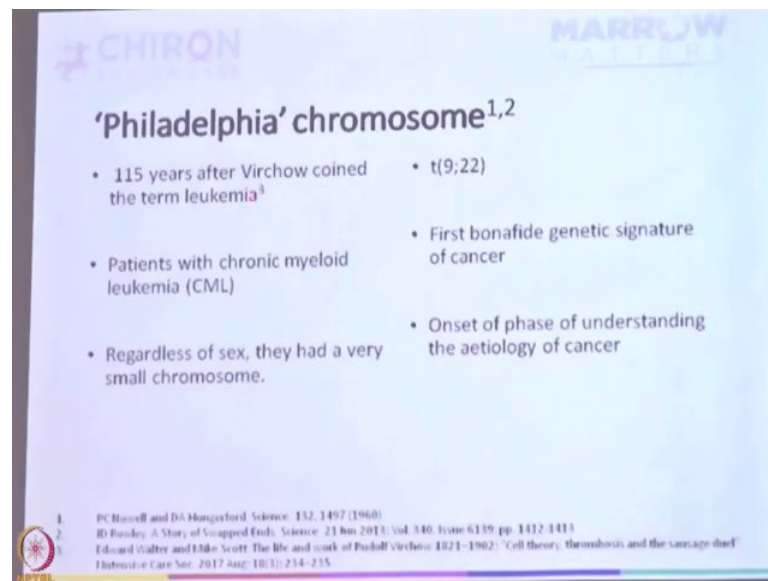 CHIRON
MARROW
MATTERS
'Philadelphia' chromosome1,2
• 115 years after Virchow coined
the term leukemia3
• Patients with chronic myeloid
leukemia (CML)
• Regardless of sex, they had a very
small chromosome.
• t(9;22)
• First bonafide genetic signature
of cancer
• Onset of phase of understanding
the aetiology of cancer
1. PC Nowell and DA Hungerford Science 132, 1497 (1960)
2. JD Rowley. A Story of Swapped Ends. Science 21 Jun 2013: Vol. 340, Issue 6139, pp. 1412-1413
3. Edward Walter and Mike Scott. The life and work of Rudolf Virchow 1821–1902: "Cell theory, thrombosis and the sausage duel"
J Intensive Care Soc. 2017 Aug; 18(3): 234–235.
NPTEL